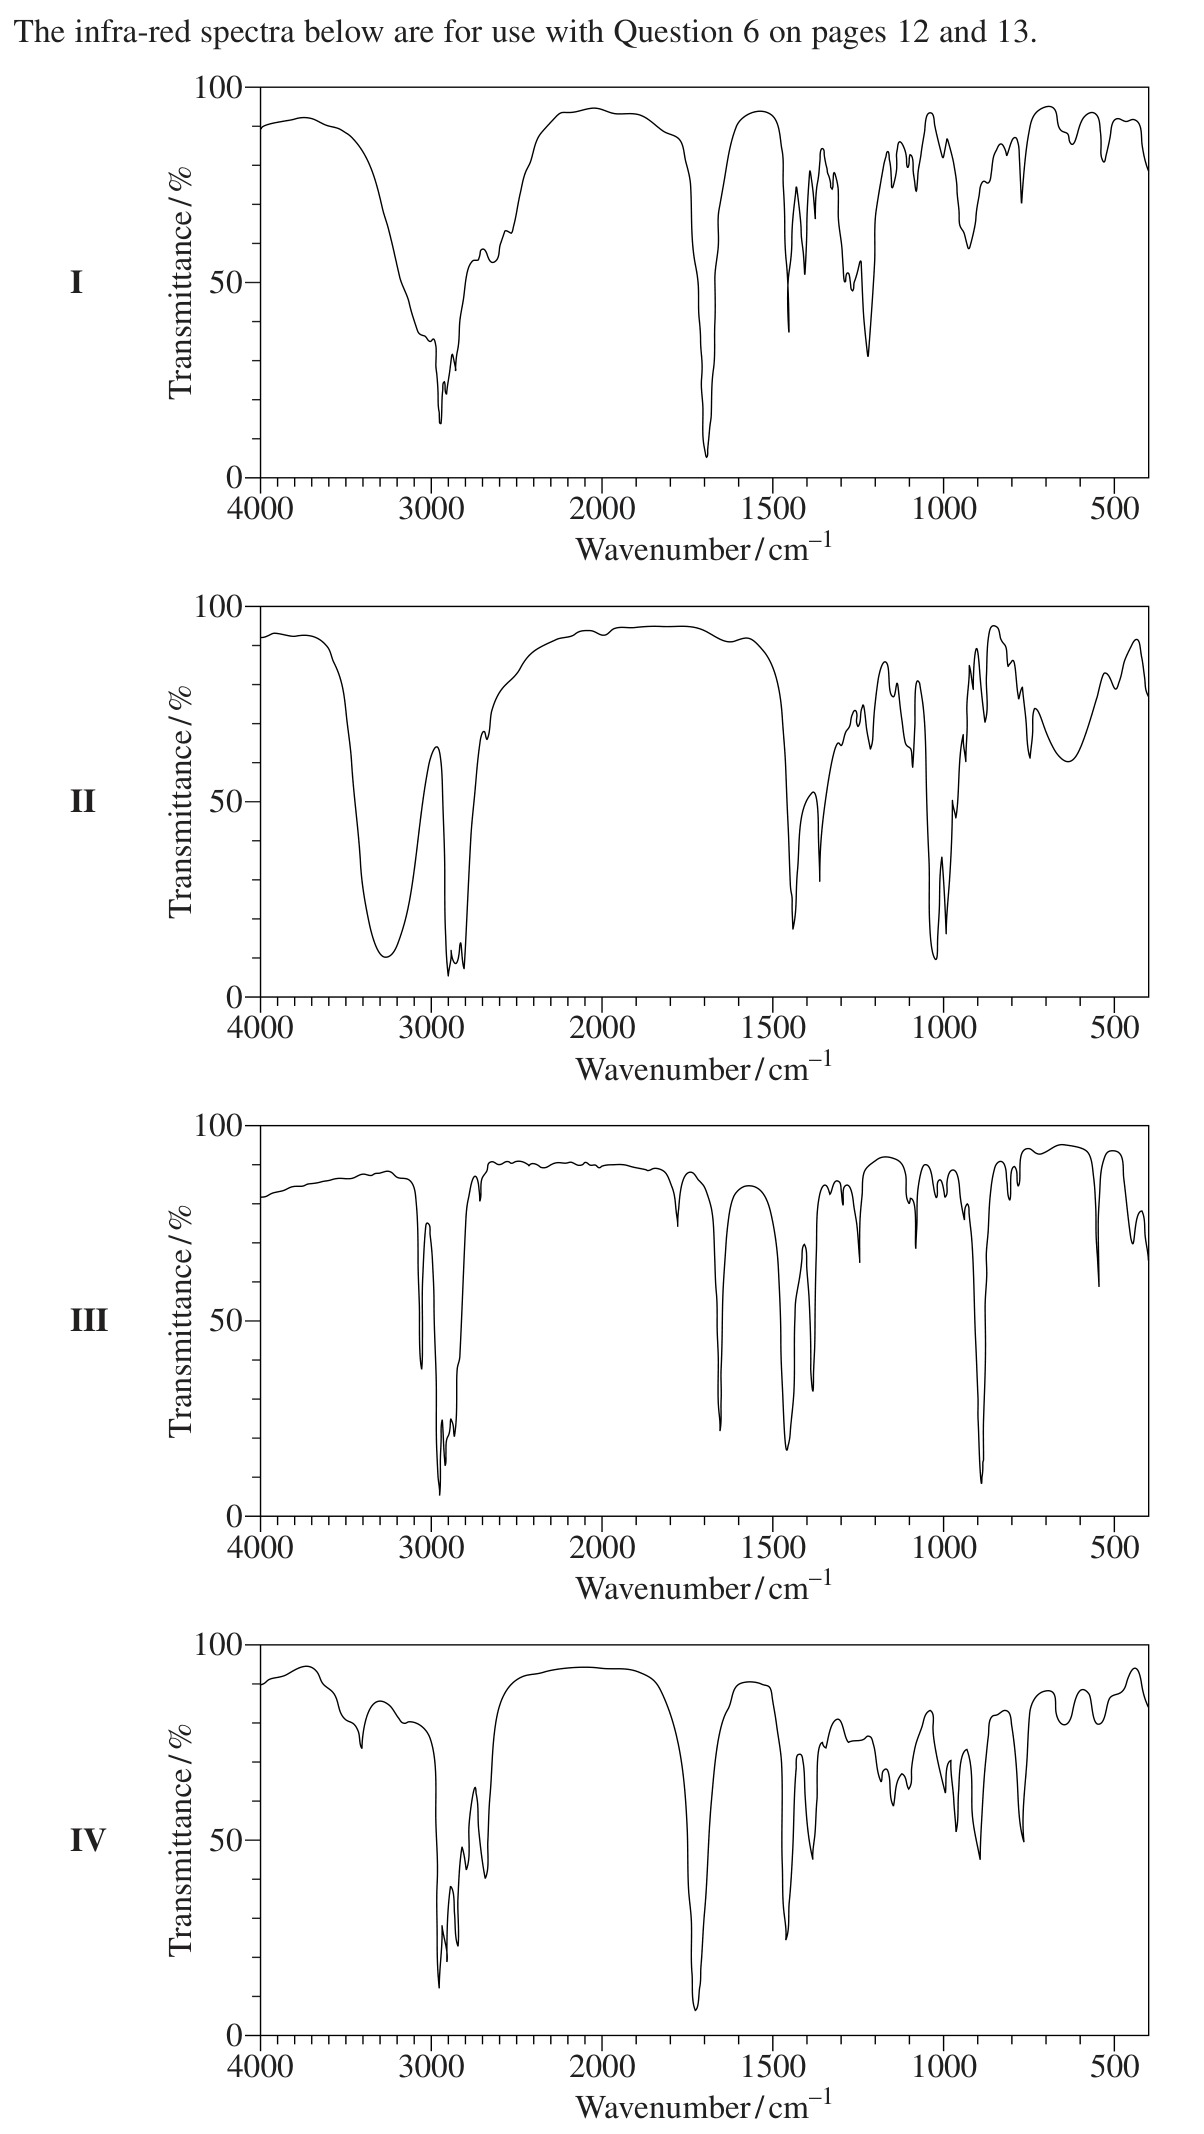 The infra-red spectra below are for use with Question 6 on pages 12 and 13.
I
Transmittance / %
100
50
0
4000 3000 2000 1500 1000 500
Wavenumber / cm⁻¹
II
Transmittance / %
100
50
0
4000 3000 2000 1500 1000 500
Wavenumber / cm⁻¹
III
Transmittance / %
100
50
0
4000 3000 2000 1500 1000 500
Wavenumber / cm⁻¹
IV
Transmittance / %
100
50
0
4000 3000 2000 1500 1000 500
Wavenumber / cm⁻¹